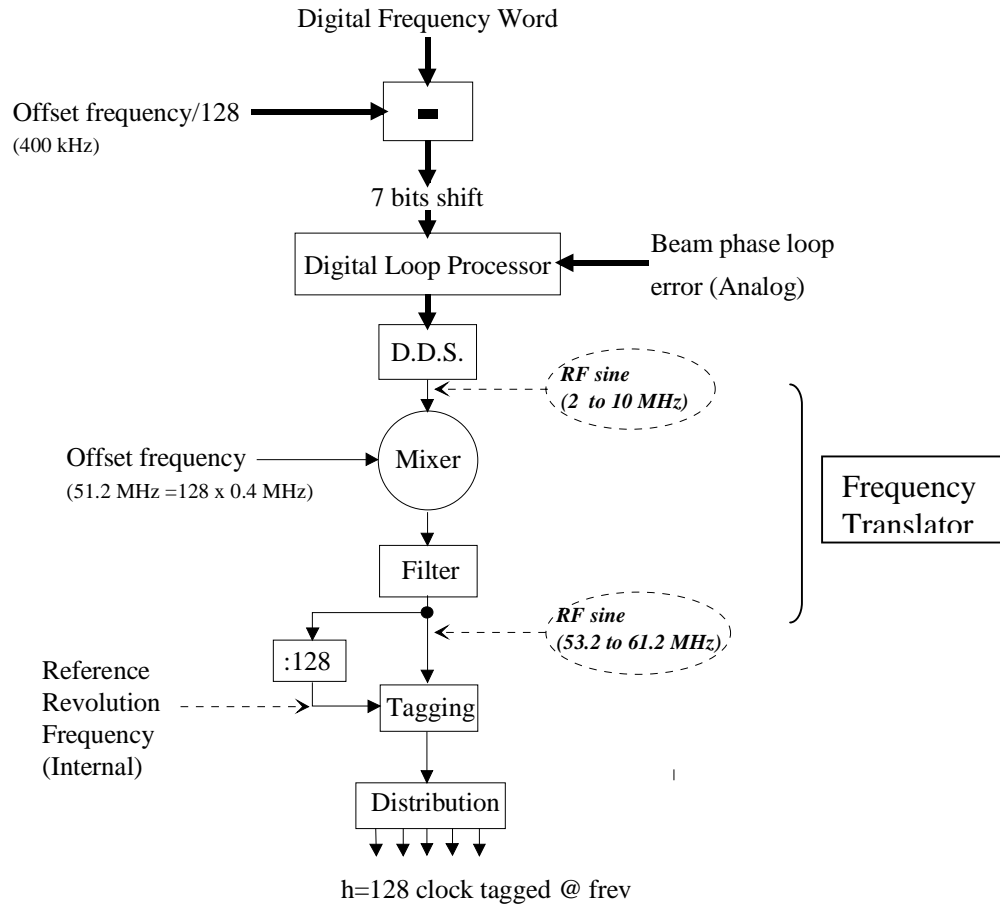 Digital Frequency Word
Offset frequency/128
(400 kHz)
-
7 bits shift
Digital Loop Processor
Beam phase loop
error (Analog)
D.D.S.
RF sine
(2 to 10 MHz)
Offset frequency
(51.2 MHz =128 x 0.4 MHz)
Mixer
Frequency
Translator
Filter
RF sine
(53.2 to 61.2 MHz)
:128
Reference
Revolution
Frequency
(Internal)
Tagging
Distribution
h=128 clock tagged @ frev